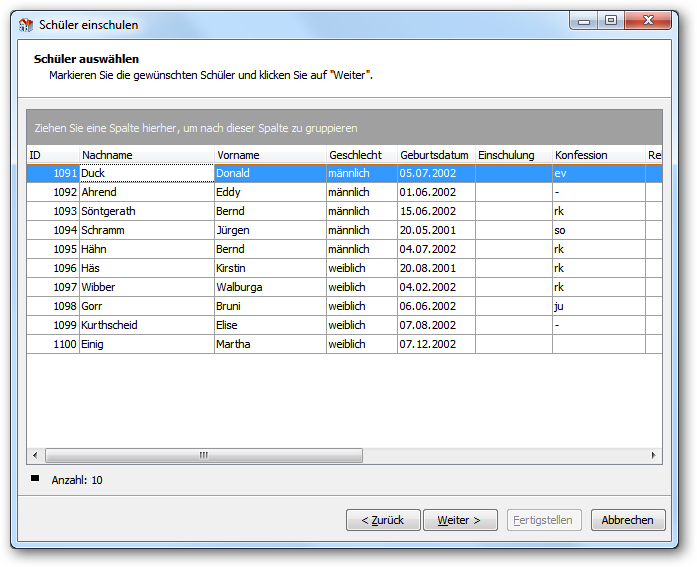 Schüler einschulen
Schüler auswählen
Markieren Sie die gewünschten Schüler und klicken Sie auf "Weiter".
Ziehen Sie eine Spalte hierher, um nach dieser Spalte zu gruppieren
ID Nachname Vorname Geschlecht Geburtsdatum Einschulung Konfession Re
1091 Duck Donald männlich 05.07.2002 ev
1092 Ahrend Eddy männlich 01.06.2002 -
1093 Söntgerath Bernd männlich 15.06.2002 rk
1094 Schramm Jürgen männlich 20.05.2001 so
1095 Hähn Bernd männlich 04.07.2002 rk
1096 Häs Kirstin weiblich 20.08.2001 rk
1097 Wibber Walburga weiblich 04.02.2002 rk
1098 Gorr Bruni weiblich 06.06.2002 ju
1099 Kurthscheid Elise weiblich 07.08.2002 -
1100 Einig Martha weiblich 07.12.2002
Anzahl: 10
< Zurück Weiter > Fertigstellen Abbrechen